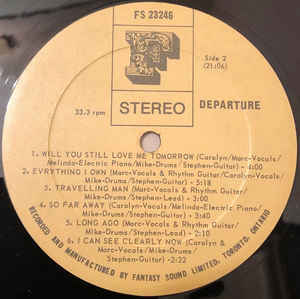 FS 23246
F
Side 2
(21:06)
33.3 rpm
STEREO
DEPARTURE
1. WILL YOU STILL LOVE ME TOMORROW (Carolyn/Marc-Vocals/
Melinda-Electric Piano/Mike-Drums/Stephen-Guitar) - 4:00
2. EVRYTHING I OWN (Marc-Vocals & Rhythm Guitar/Carolyn-Vocals/
Mike-Drums/Stephen-Guitar) - 3:18
3. TRAVELLING MAN (Marc-Vocals & Rhythm Guitar/
Mike-Drums/Stephen-Guitor) - 5:28
4. SO FAR AWAY (Carolyn-Vocals/Melinda-Electric Piano/
Mike-Drums/Stephen-Guitar) - 3:40
5. LONG AGO (Marc-Vocals & Rhythm Guitar/
Mike-Drums/Stephen-Lead) - 2:10
6. I CAN SEE CLEARLY NOW (Carolyn &
Marc-Vocals/Mike-Drums/
Stephen-Guitar) -
2:22
RECORDED AND MANUFACTURED BY FANTASY SOUND LIMITED, TORONTO, ONTARIO